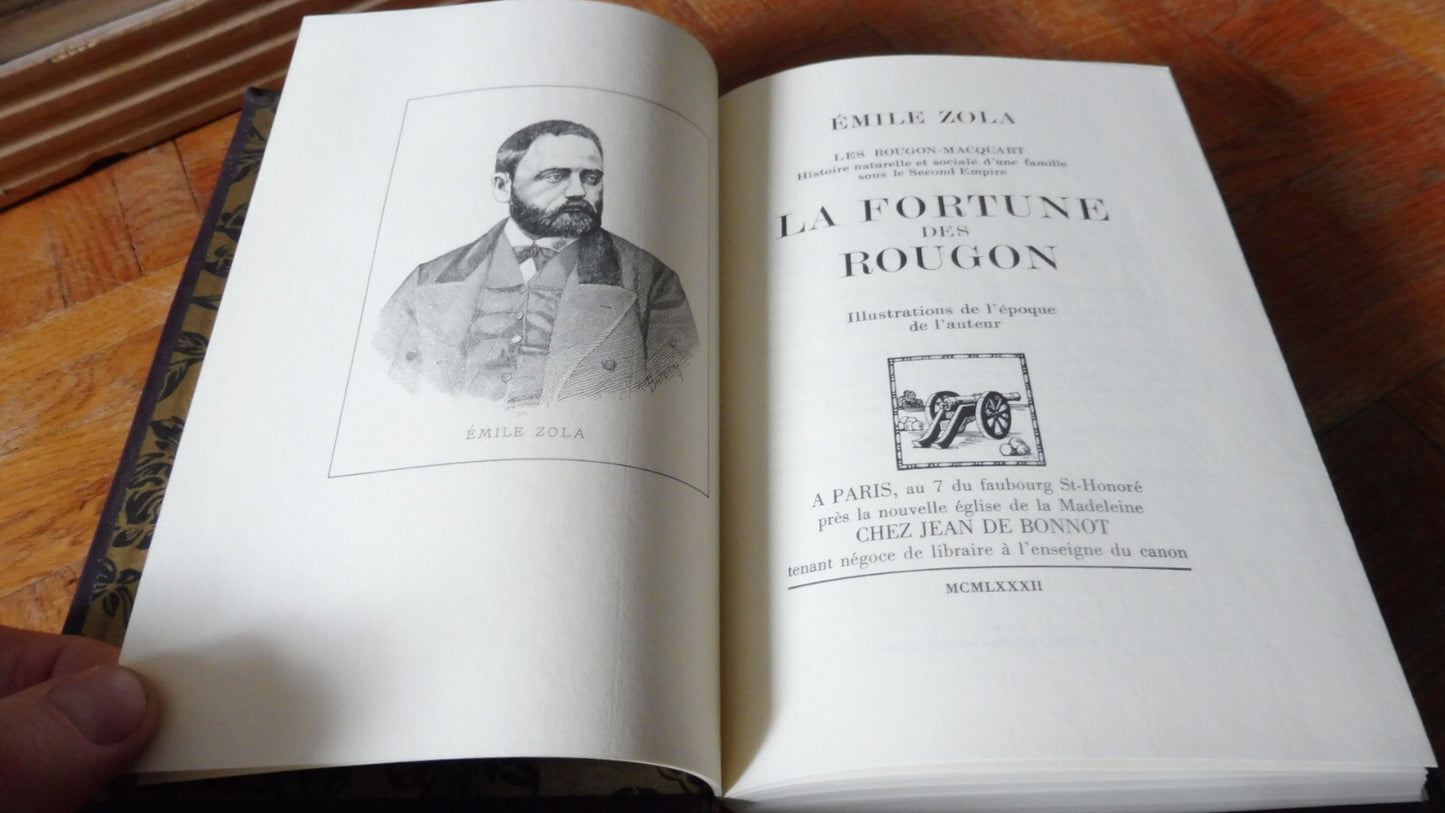 ÉMILE ZOLA
ÉMILE ZOLA
LES ROUGON-MACQUART
Histoire naturelle et sociale d'une famille
sous le Second Empire
LA FORTUNE
DES
ROUGON
Illustrations de l'époque
de l'auteur
A PARIS, au 7 du faubourg St-Honoré
près la nouvelle église de la Madeleine
CHEZ JEAN DE BONNOT
tenant négoce de libraire à l'enseigne du canon
MCMLXXXII